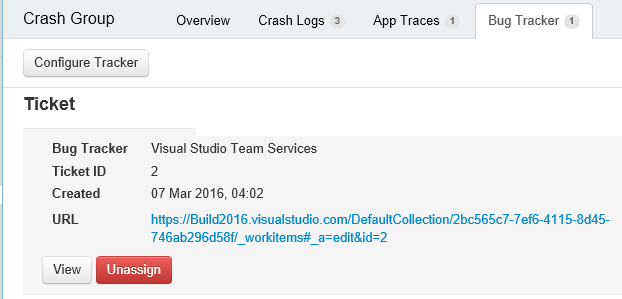 Crash Group Overview Crash Logs 3 App Traces 1 Bug Tracker 1
Configure Tracker
Ticket
Bug Tracker Visual Studio Team Services
Ticket ID 2
Created 07 Mar 2016, 04:02
URL https://Build2016.visualstudio.com/DefaultCollection/2bc565c7-7ef6-4115-8d45-
746ab296d58f/_workitems#_a=edit&id=2
View Unassign